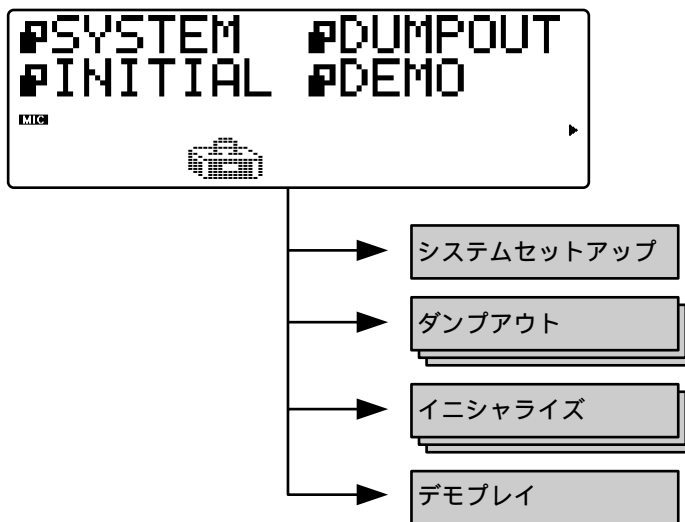 SYSTEM DUMPOUT
INITIAL DEMO
MIC
システムセットアップ
ダンプアウト
イニシャライズ
デモプレイ